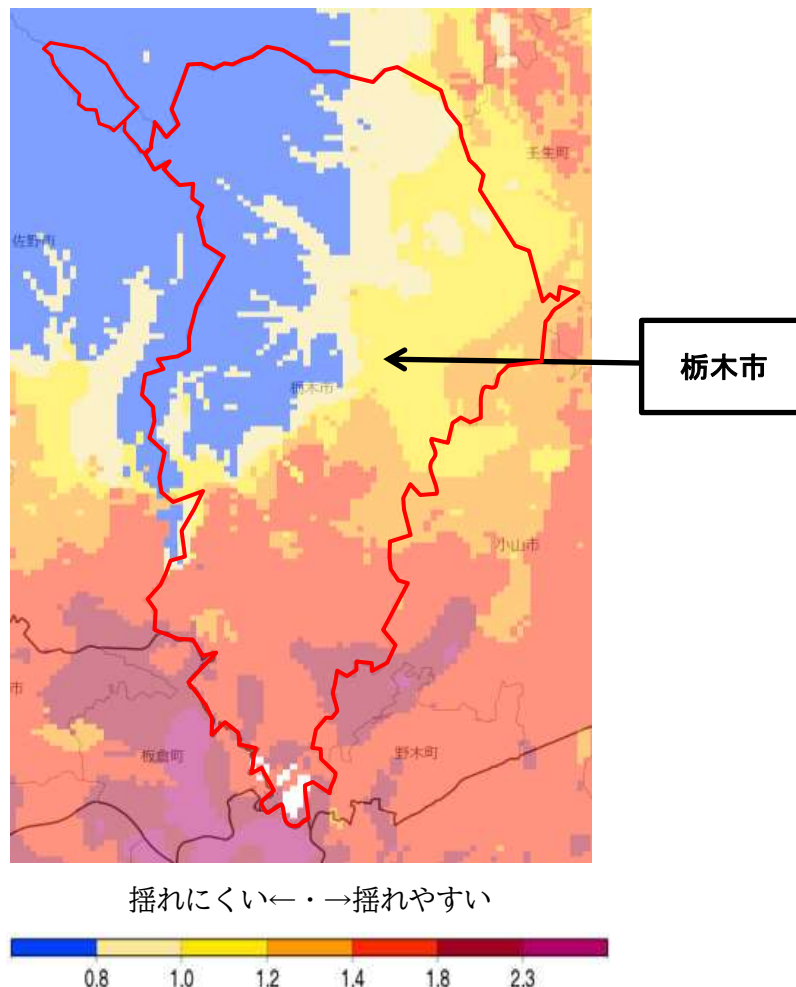 壬生町
佐野市
栃木市
栃木市
小山市
市
板倉町
野木町
揺れにくい←・→揺れやすい
0.8 1.0 1.2 1.4 1.8 2.3